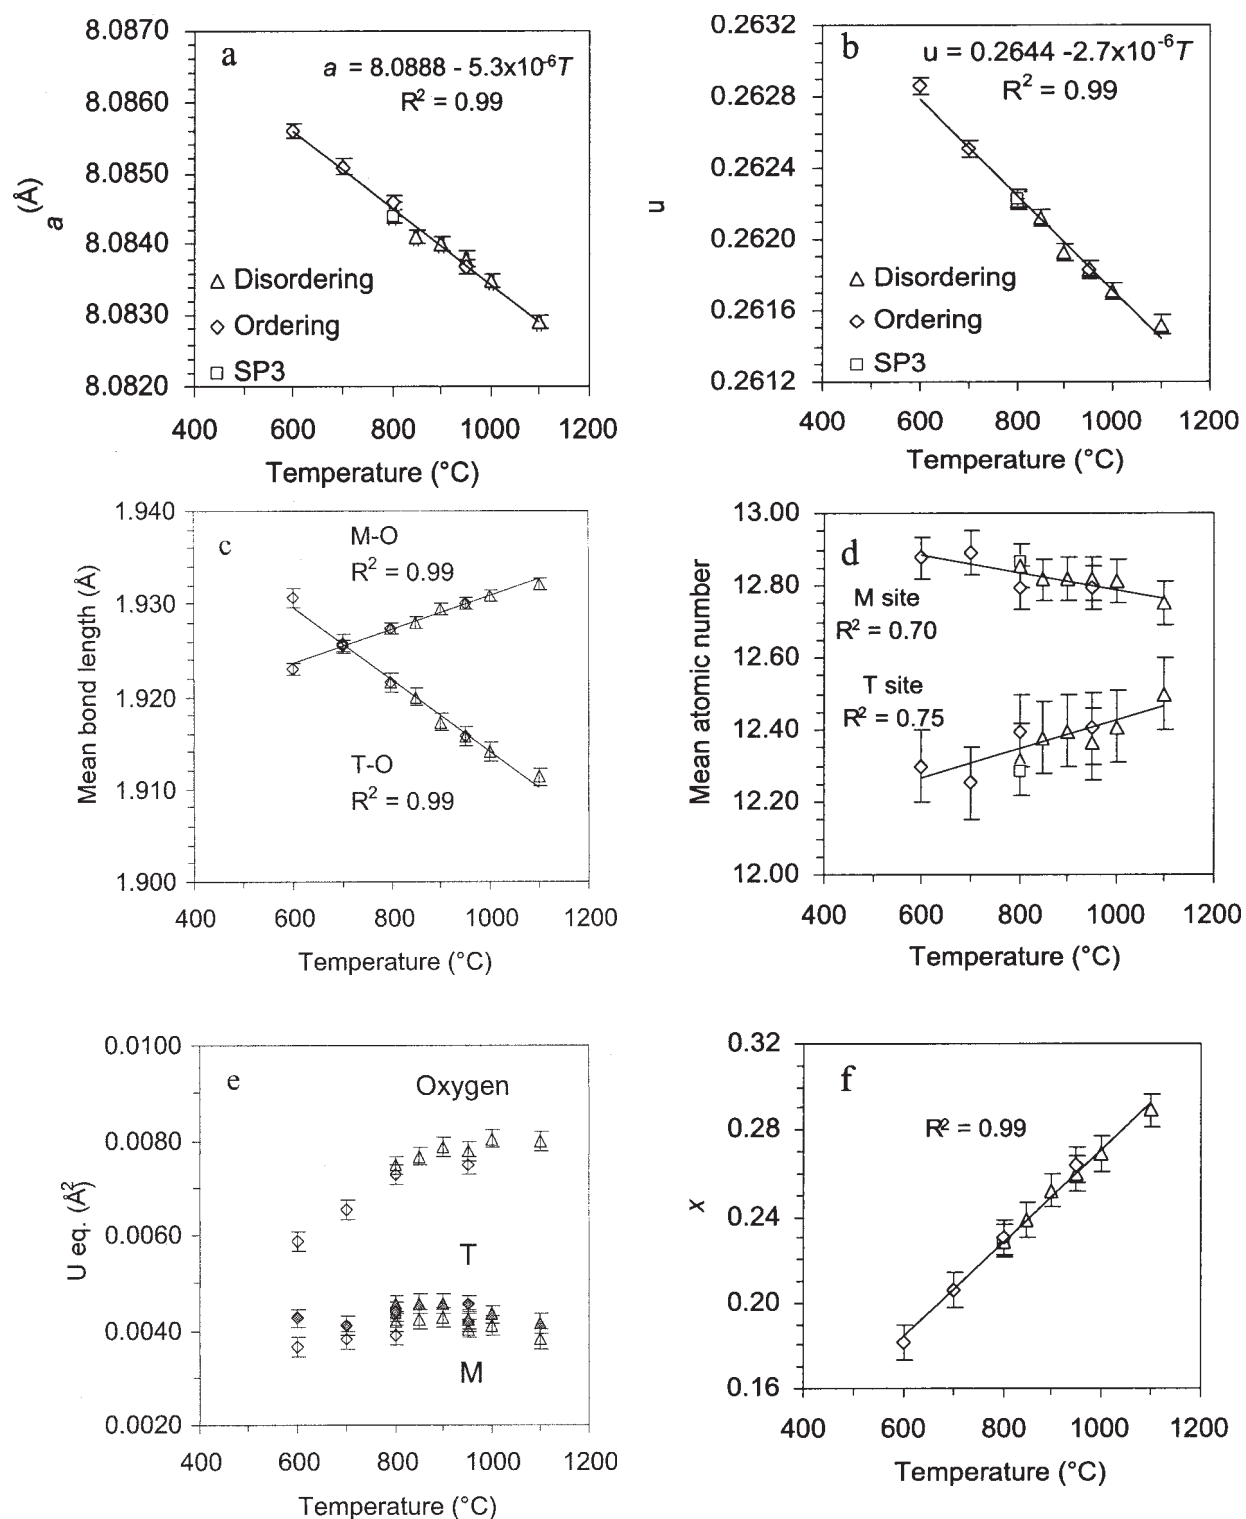 a
a = 8.0888 - 5.3x10⁻⁶T
R² = 0.99
8.0870
8.0860
8.0850
8.0840
8.0830
8.0820
a (Å)
△ Disordering
◇ Ordering
□ SP3
400 600 800 1000 1200
Temperature (°C)
b
u = 0.2644 -2.7x10⁻⁶T
R² = 0.99
0.2632
0.2628
0.2624
0.2620
0.2616
0.2612
u
△ Disordering
◇ Ordering
□ SP3
400 600 800 1000 1200
Temperature (°C)
c
1.940
1.930
1.920
1.910
1.900
Mean bond length (Å)
M-O
R² = 0.99
T-O
R² = 0.99
400 600 800 1000 1200
Temperature (°C)
d
13.00
12.80
12.60
12.40
12.20
12.00
Mean atomic number
M site
R² = 0.70
T site
R² = 0.75
400 600 800 1000 1200
Temperature (°C)
e
0.0100
0.0080
0.0060
0.0040
0.0020
U eq. (Å²)
Oxygen
T
M
400 600 800 1000 1200
Temperature (°C)
f
0.32
0.28
0.24
0.20
0.16
x
R² = 0.99
400 600 800 1000 1200
Temperature (°C)